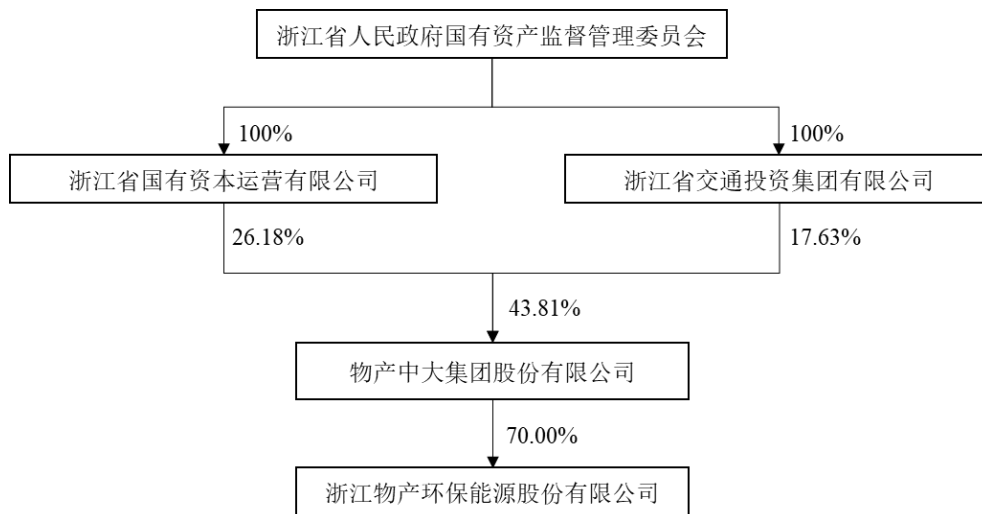 浙江省人民政府国有资产监督管理委员会
100%
100%
浙江省国有资本运营有限公司
浙江省交通投资集团有限公司
26.18%
17.63%
43.81%
物产中大集团股份有限公司
70.00%
浙江物产环保能源股份有限公司